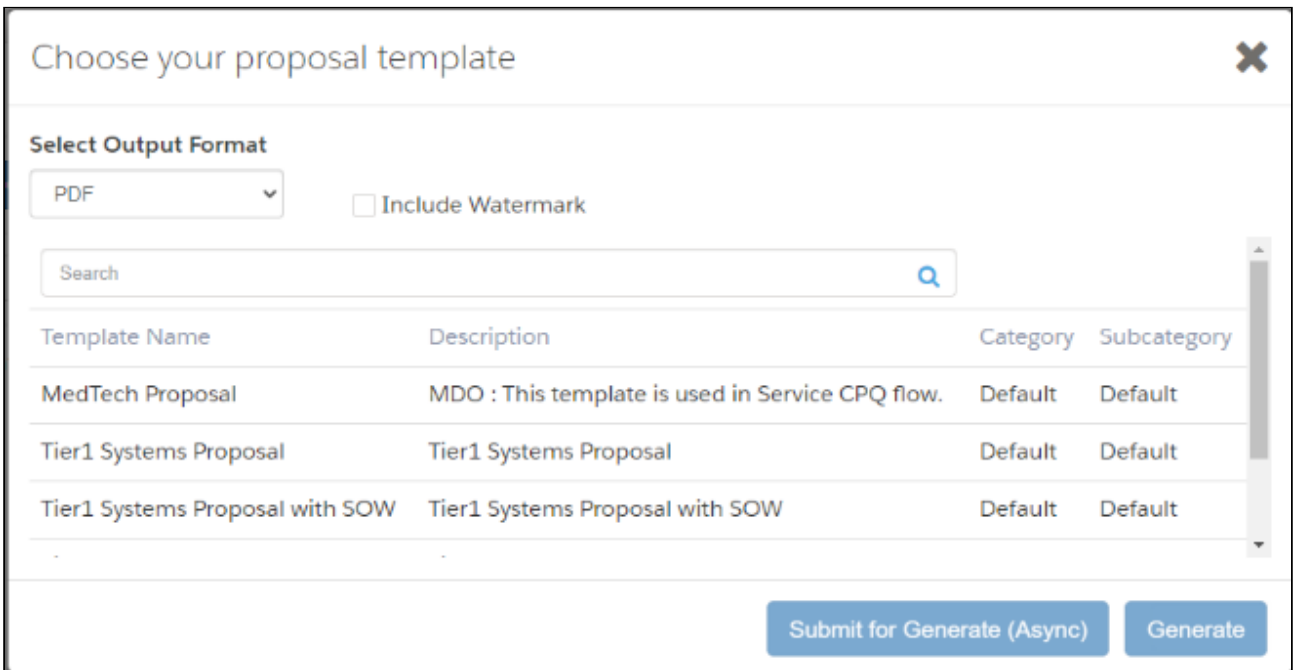 Choose your proposal template
Select Output Format
PDF
Include Watermark
Search
Template Name Description Category Subcategory
MedTech Proposal MDO : This template is used in Service CPQ flow. Default Default
Tier1 Systems Proposal Tier1 Systems Proposal Default Default
Tier1 Systems Proposal with SOW Tier1 Systems Proposal with SOW Default Default
Submit for Generate (Async) Generate